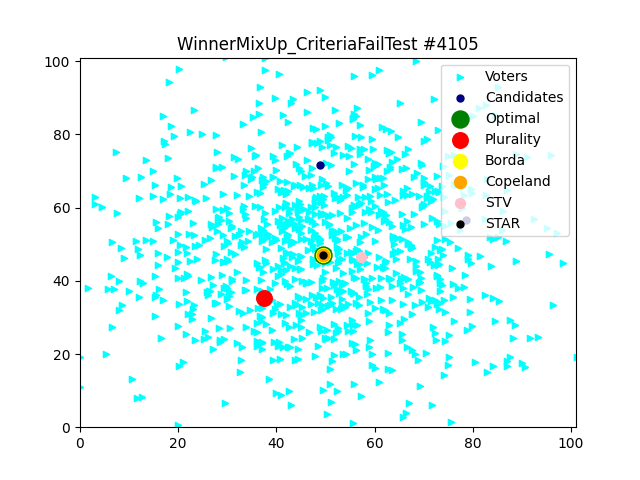 WinnerMixUp_CriteriaFailTest #4105
100
80
60
40
20
0
0
20
40
60
80
100
Voters
Candidates
Optimal
Plurality
Borda
Copeland
STV
STAR